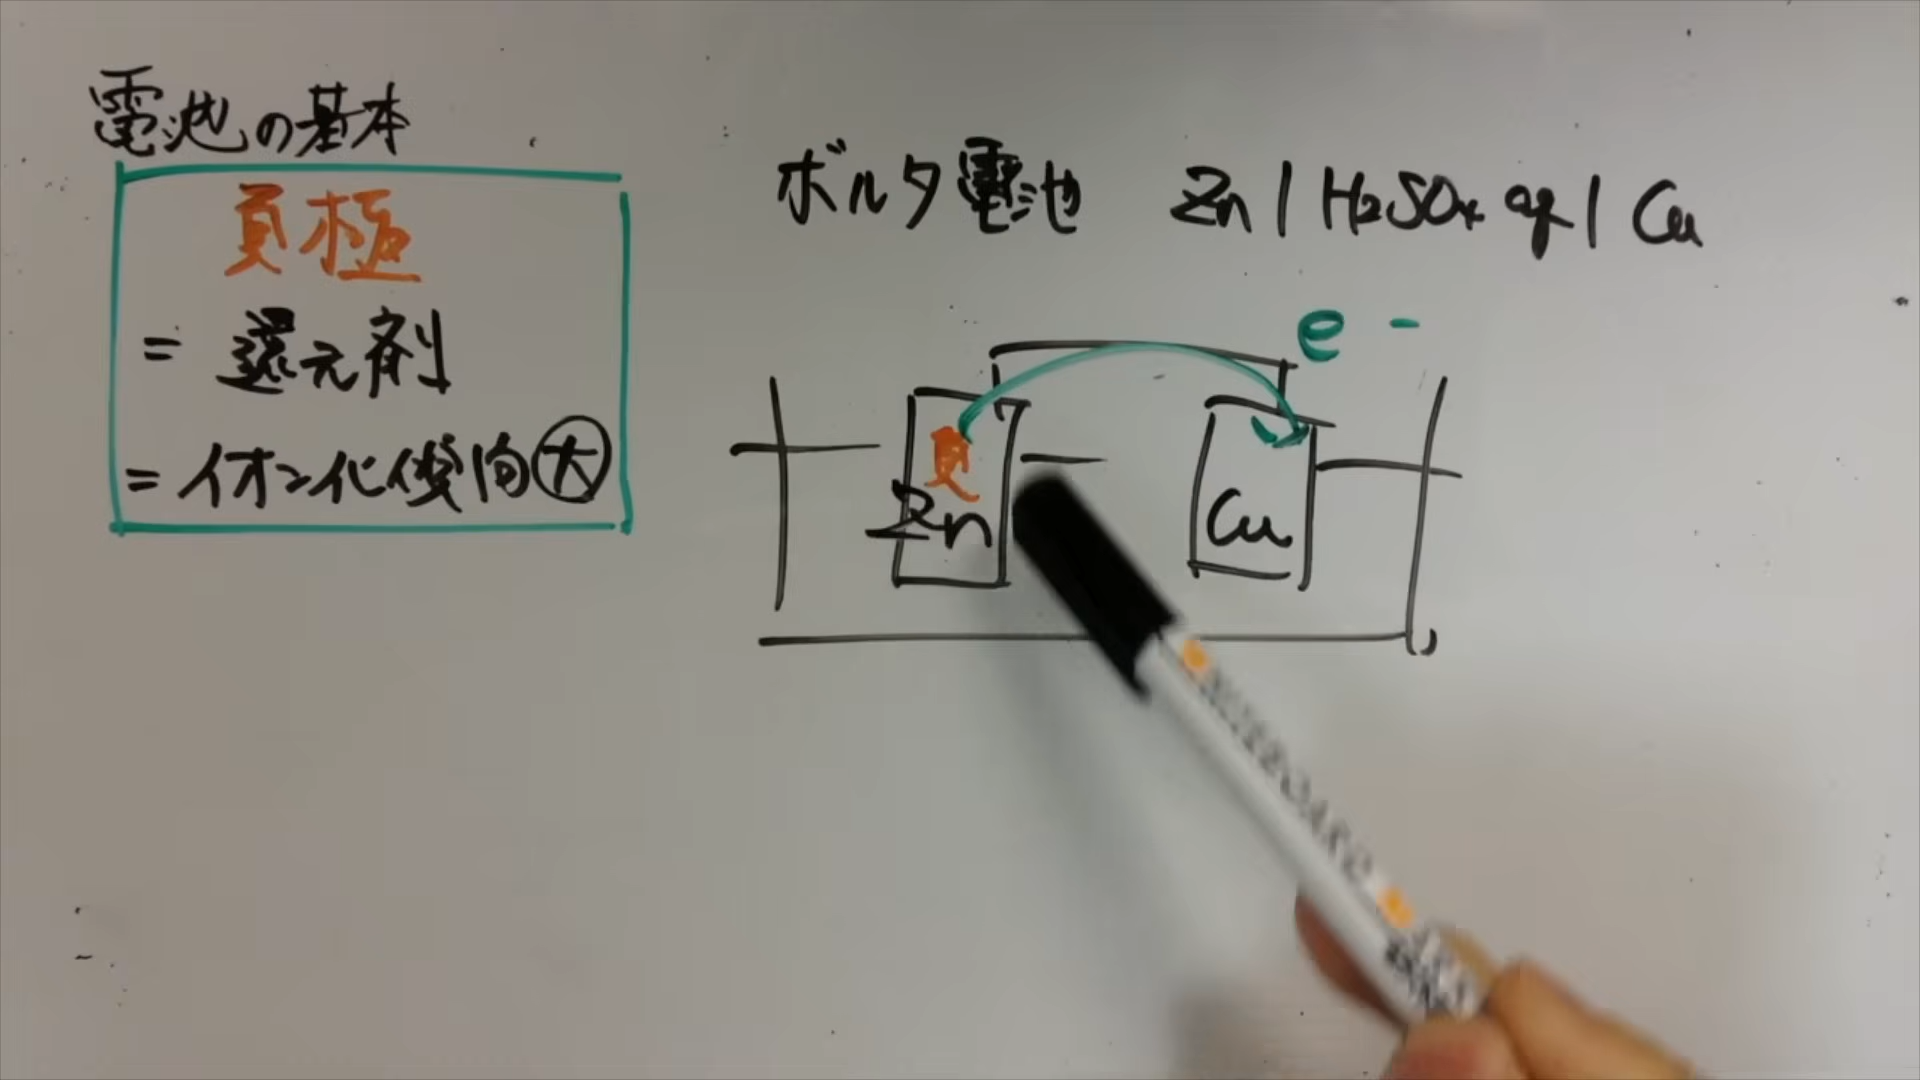 電池の基本
負極
= 還元剤
= イオン化傾向 大
ボルタ電池 Zn | H2SO4 aq | Cu
e -
負
Zn
Cu